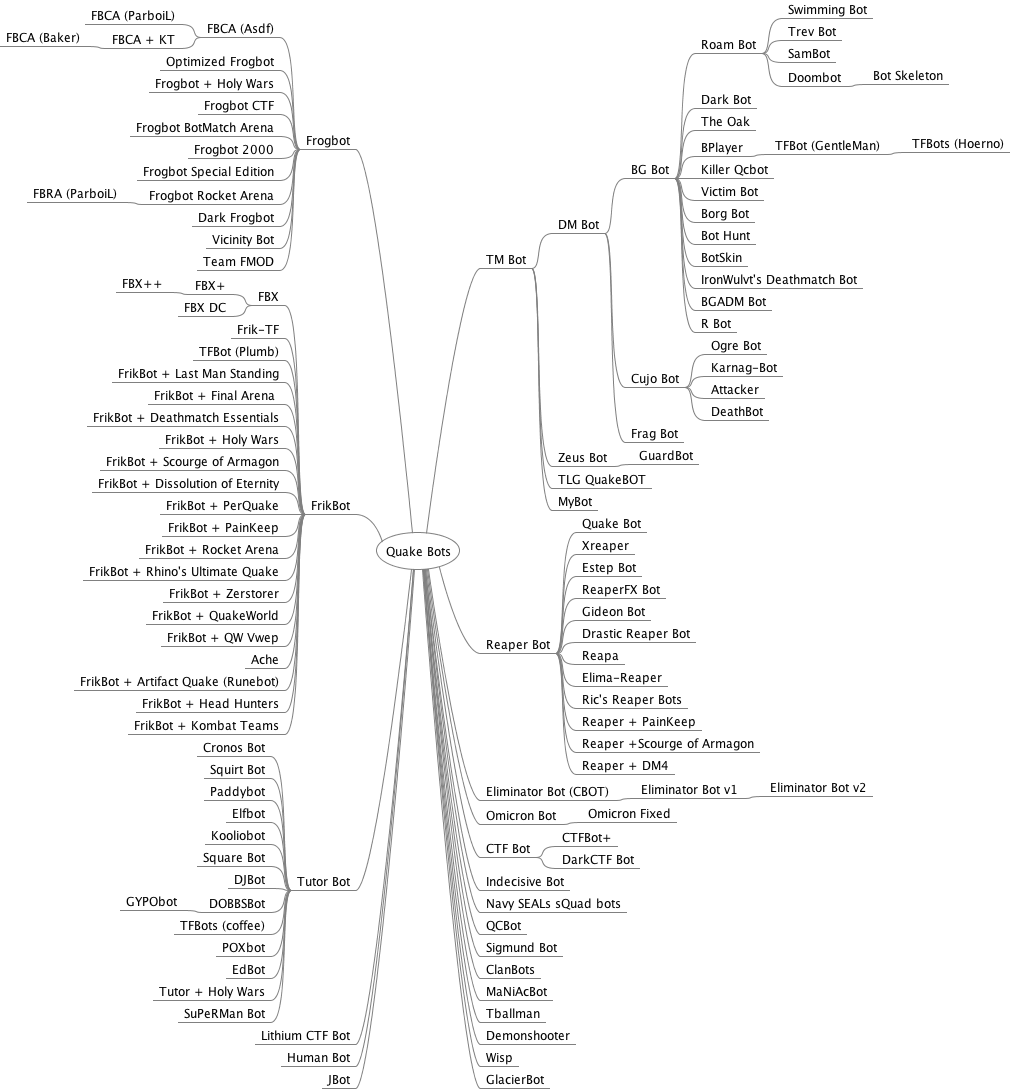 Quake Bots
Frogbot
FBCA (Asdf)
FBCA (ParboiL)
FBCA + KT
FBCA (Baker)
Optimized Frogbot
Frogbot + Holy Wars
Frogbot CTF
Frogbot BotMatch Arena
Frogbot 2000
Frogbot Special Edition
Frogbot Rocket Arena
FBRA (ParboiL)
Dark Frogbot
Vicinity Bot
Team FMOD
FrikBot
FBX
FBX+
FBX++
FBX DC
Frik-TF
TFBot (Plumb)
FrikBot + Last Man Standing
FrikBot + Final Arena
FrikBot + Deathmatch Essentials
FrikBot + Holy Wars
FrikBot + Scourge of Armagon
FrikBot + Dissolution of Eternity
FrikBot + PerQuake
FrikBot + PainKeep
FrikBot + Rocket Arena
FrikBot + Rhino's Ultimate Quake
FrikBot + Zerstorer
FrikBot + QuakeWorld
FrikBot + QW Vwep
Ache
FrikBot + Artifact Quake (Runebot)
FrikBot + Head Hunters
FrikBot + Kombat Teams
Tutor Bot
Cronos Bot
Squirt Bot
Paddybot
Elfbot
Kooliobot
Square Bot
DJBot
DOBBSBot
GYPObot
TFBots (coffee)
POXbot
EdBot
Tutor + Holy Wars
SuPeRMan Bot
Lithium CTF Bot
Human Bot
JBot
TM Bot
DM Bot
BG Bot
Roam Bot
Swimming Bot
Trev Bot
SamBot
Doombot
Bot Skeleton
Dark Bot
The Oak
BPlayer
TFBot (GentleMan)
TFBots (Hoerno)
Killer Qcbot
Victim Bot
Borg Bot
Bot Hunt
BotSkin
IronWulvt's Deathmatch Bot
BGADM Bot
R Bot
Cujo Bot
Ogre Bot
Karnag-Bot
Attacker
DeathBot
Frag Bot
Zeus Bot
GuardBot
TLG QuakeBOT
MyBot
Reaper Bot
Quake Bot
Xreaper
Estep Bot
ReaperFX Bot
Gideon Bot
Drastic Reaper Bot
Reapa
Elima-Reaper
Ric's Reaper Bots
Reaper + PainKeep
Reaper +Scourge of Armagon
Reaper + DM4
Eliminator Bot (CBOT)
Eliminator Bot v1
Eliminator Bot v2
Omicron Bot
Omicron Fixed
CTF Bot
CTFBot+
DarkCTF Bot
Indecisive Bot
Navy SEALs sQuad bots
QCBot
Sigmund Bot
ClanBots
MaNiAcBot
Tballman
Demonshooter
Wisp
GlacierBot